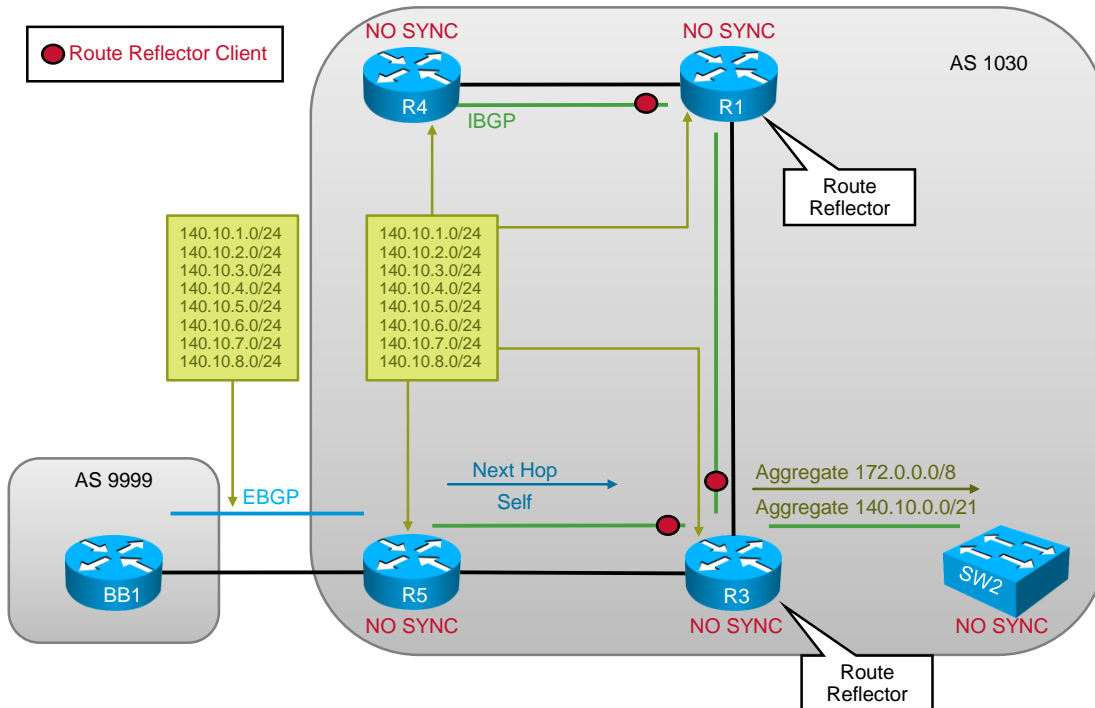 Route Reflector Client
NO SYNC
NO SYNC
AS 1030
R4
R1
IBGP
Route
Reflector
140.10.1.0/24
140.10.2.0/24
140.10.3.0/24
140.10.4.0/24
140.10.5.0/24
140.10.6.0/24
140.10.7.0/24
140.10.8.0/24
140.10.1.0/24
140.10.2.0/24
140.10.3.0/24
140.10.4.0/24
140.10.5.0/24
140.10.6.0/24
140.10.7.0/24
140.10.8.0/24
AS 9999
EBGP
Next Hop
Self
Aggregate 172.0.0.0/8
Aggregate 140.10.0.0/21
BB1
R5
R3
SW2
NO SYNC
NO SYNC
NO SYNC
Route
Reflector